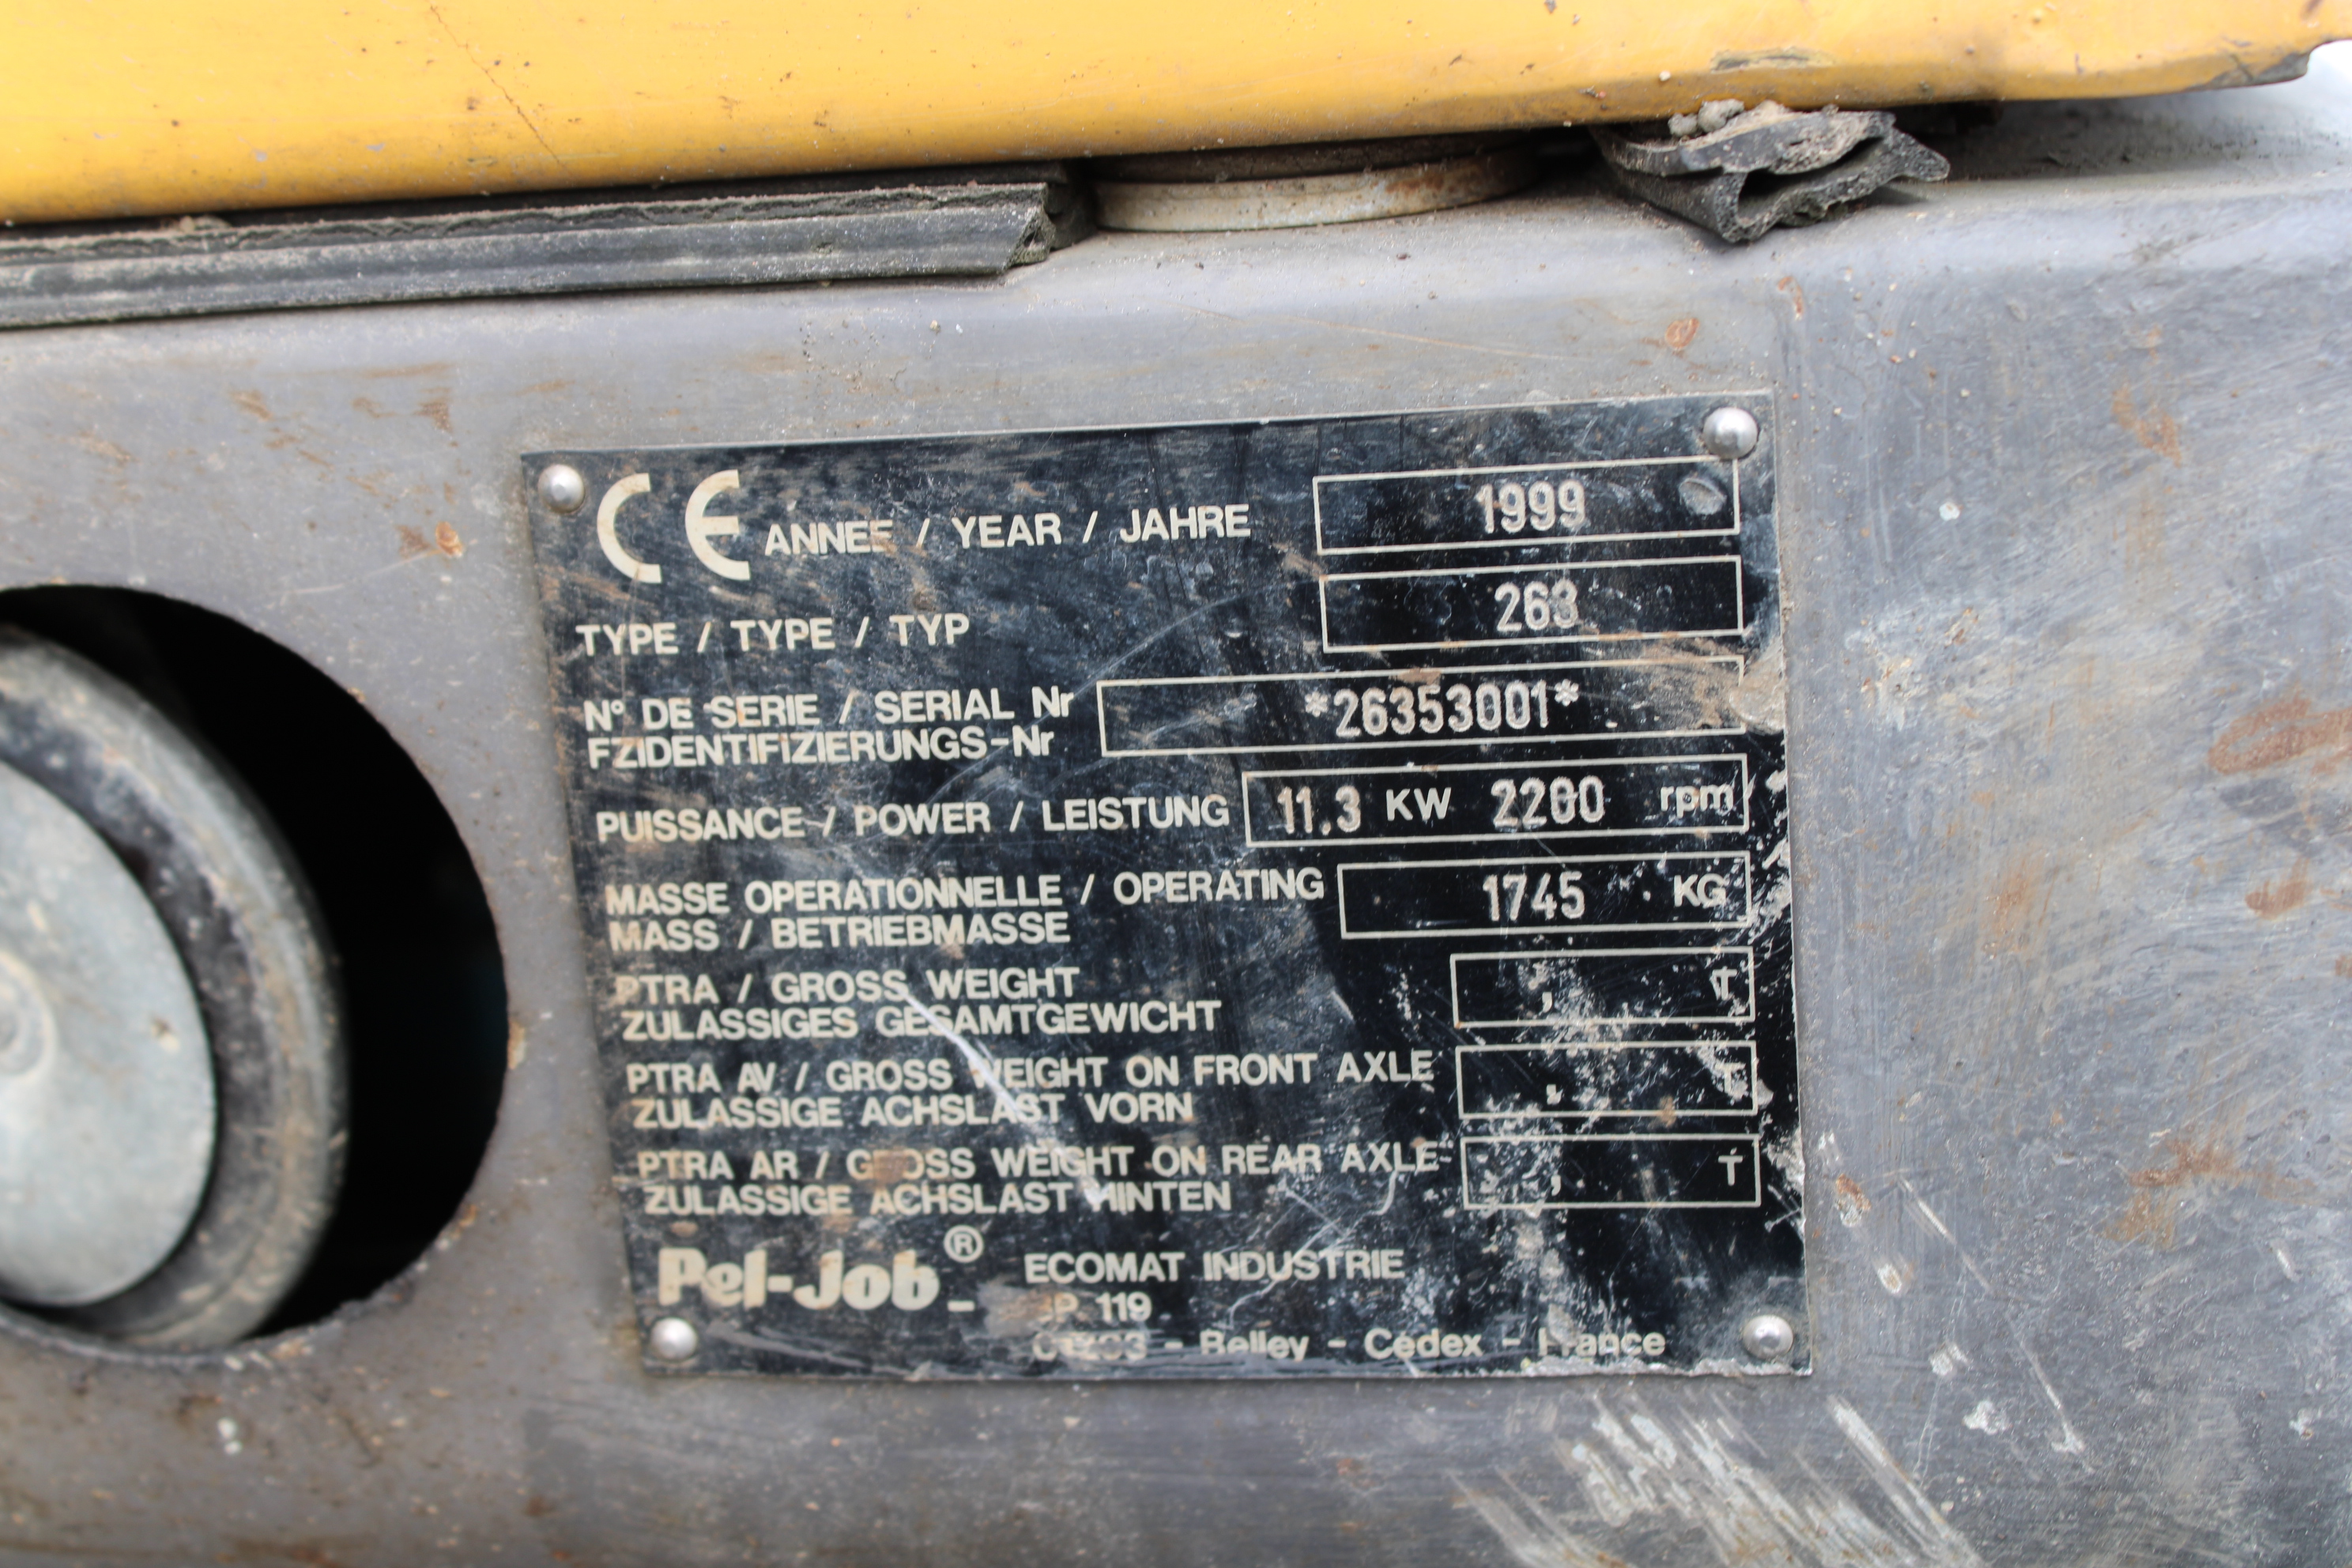 CE ANNEE / YEAR / JAHRE 1999
TYPE / TYPE / TYP 263
N° DE SERIE / SERIAL Nr
FZIDENTIFIZIERUNGS-Nr *26353001*
PUISSANCE / POWER / LEISTUNG 11.3 KW 2200 rpm
MASSE OPERATIONNELLE / OPERATING
MASS / BETRIEBMASSE 1745 KG
PTRA / GROSS WEIGHT
ZULASSIGES GESAMTGEWICHT , T
PTRA AV / GROSS WEIGHT ON FRONT AXLE
ZULASSIGE ACHSLAST VORN , T
PTRA AR / GROSS WEIGHT ON REAR AXLE
ZULASSIGE ACHSLAST HINTEN , T
Pel-Job® - ECOMAT INDUSTRIE
119
- Belley - Cedex - France